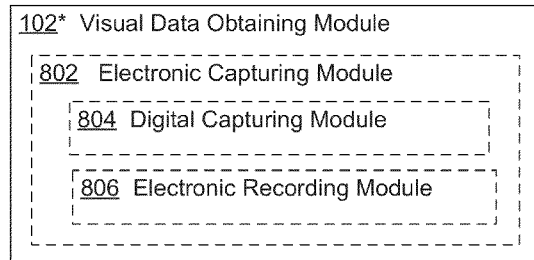 102* Visual Data Obtaining Module
802 Electronic Capturing Module
804 Digital Capturing Module
806 Electronic Recording Module